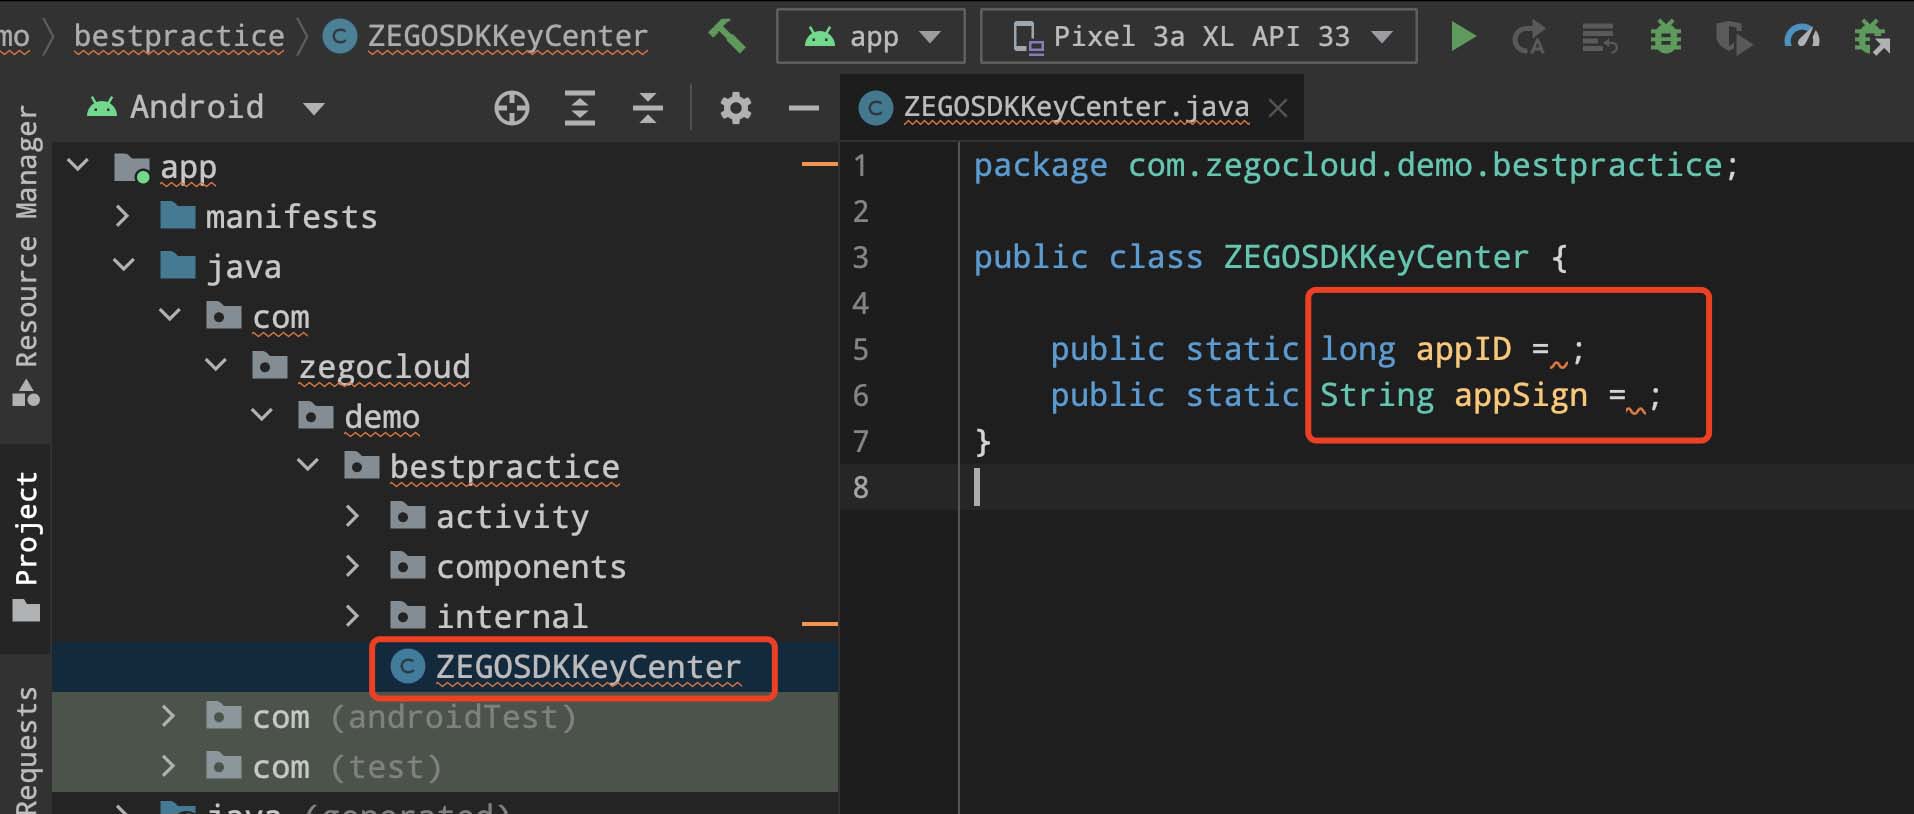 mo bestpractice ZEGOSDKKeyCenter app Pixel 3a XL API 33
Android
ZEGOSDKKeyCenter.java
Resource Manager
Project
Requests
app
manifests
java
com
zegocloud
demo
bestpractice
activity
components
internal
ZEGOSDKKeyCenter
com (androidTest)
com (test)
java (generated)
1 package com.zegocloud.demo.bestpractice;
2
3 public class ZEGOSDKKeyCenter {
4
5 public static long appID = ;
6 public static String appSign = ;
7 }
8